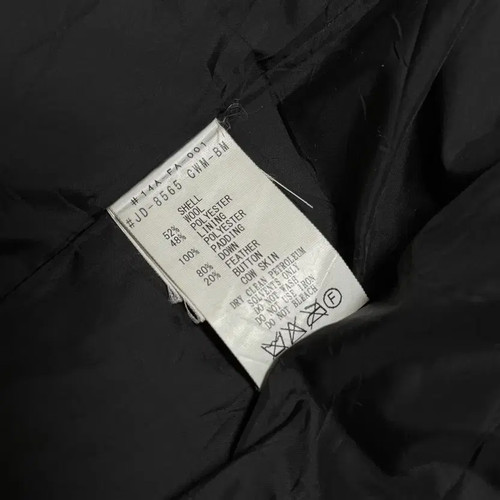 #14A FA 001
#JD-8565 GWM-BM
SHELL
52% WOOL
48% POLYESTER
LINING
100% POLYESTER
PADDING
80% DOWN
20% FEATHER
BUTTON
COW SKIN
DRY CLEAN PETROLEUM
SOLVENTS ONLY
DO NOT WASH
DO NOT USE IRON
DO NOT BLEACH
F